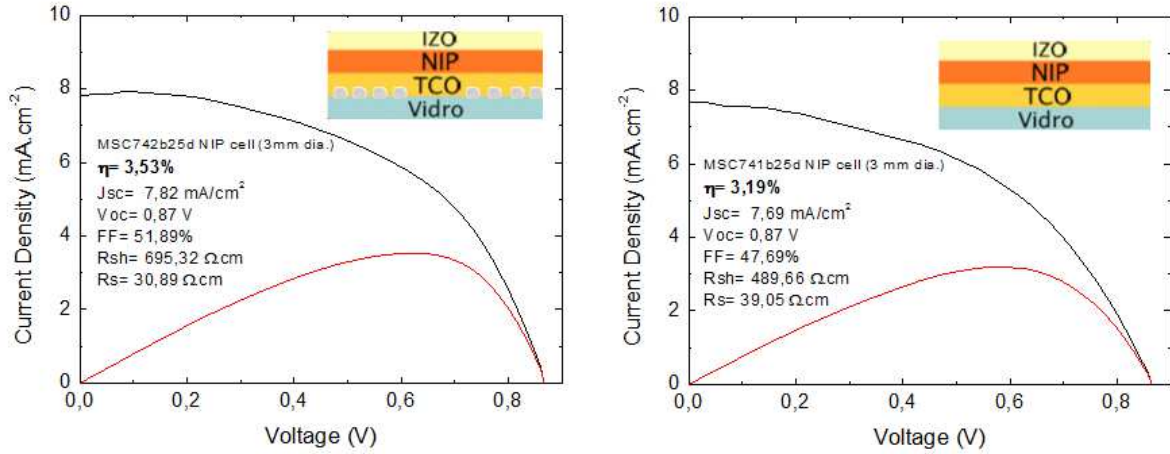 10
8
6
4
2
0
Current Density (mA.cm⁻²)
IZO
NIP
TCO
Vidro
MSC742b25d NIP cell (3mm dia.)
η= 3,53%
Jsc= 7,82 mA/cm²
Voc= 0,87 V
FF= 51,89%
Rsh= 695,32 Ω.cm
Rs= 30,89 Ω.cm
0,0 0,2 0,4 0,6 0,8
Voltage (V)
10
8
6
4
2
0
Current Density (mA.cm⁻²)
IZO
NIP
TCO
Vidro
MSC741b25d NIP cell (3 mm dia.)
η= 3,19%
Jsc= 7,69 mA/cm²
Voc= 0,87 V
FF= 47,69%
Rsh= 489,66 Ω.cm
Rs= 39,05 Ω.cm
0,0 0,2 0,4 0,6 0,8
Voltage (V)